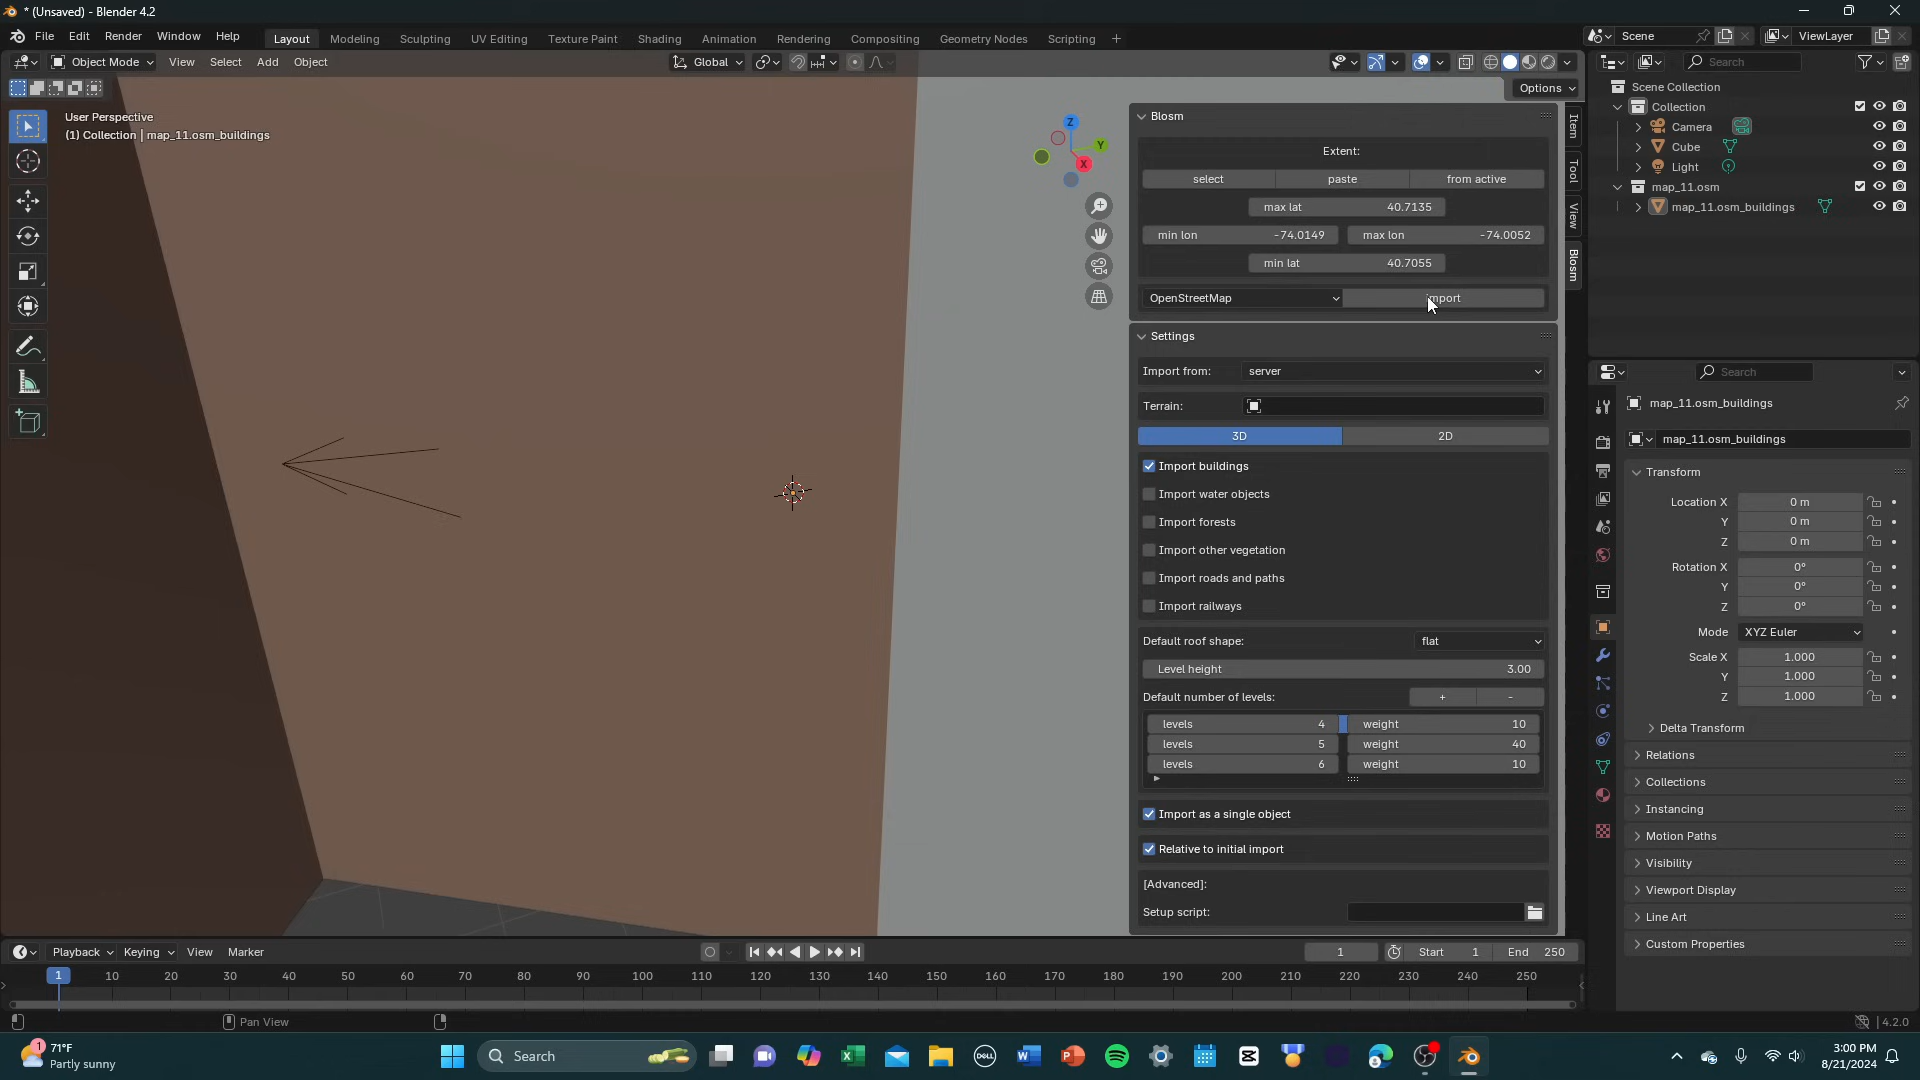 * (Unsaved) - Blender 4.2
File Edit Render Window Help
Layout Modeling Sculpting UV Editing Texture Paint Shading Animation Rendering Compositing Geometry Nodes Scripting +
Scene
ViewLayer
Object Mode View Select Add Object
Global
Options
Search
User Perspective
(1) Collection | map_11.osm_buildings
Z
Y
X
Blosm
Extent:
select paste from active
max lat 40.7135
min lon -74.0149 max lon -74.0052
min lat 40.7055
OpenStreetMap
Settings
Import from: server
Terrain:
3D 2D
Import buildings
Import water objects
Import forests
Import other vegetation
Import roads and paths
Import railways
Default roof shape: flat
Level height 3.00
Default number of levels: + -
levels 4 weight 10
levels 5 weight 40
levels 6 weight 10
Import as a single object
Relative to initial import
[Advanced]:
Setup script:
Item
Tool
View
Blosm
Scene Collection
Collection
Camera
Cube
Light
map_11.osm
map_11.osm_buildings
Search
map_11.osm_buildings
map_11.osm_buildings
Transform
Location X 0 m
Y 0 m
Z 0 m
Rotation X 0°
Y 0°
Z 0°
Mode XYZ Euler
Scale X 1.000
Y 1.000
Z 1.000
Delta Transform
Relations
Collections
Instancing
Motion Paths
Visibility
Viewport Display
Line Art
Custom Properties
Playback Keying View Marker
1 Start 1 End 250
1 10 20 30 40 50 60 70 80 90 100 110 120 130 140 150 160 170 180 190 200 210 220 230 240 250
Pan View
4.2.0
1
71°F
Partly sunny
Search
DELL
3:00 PM
8/21/2024